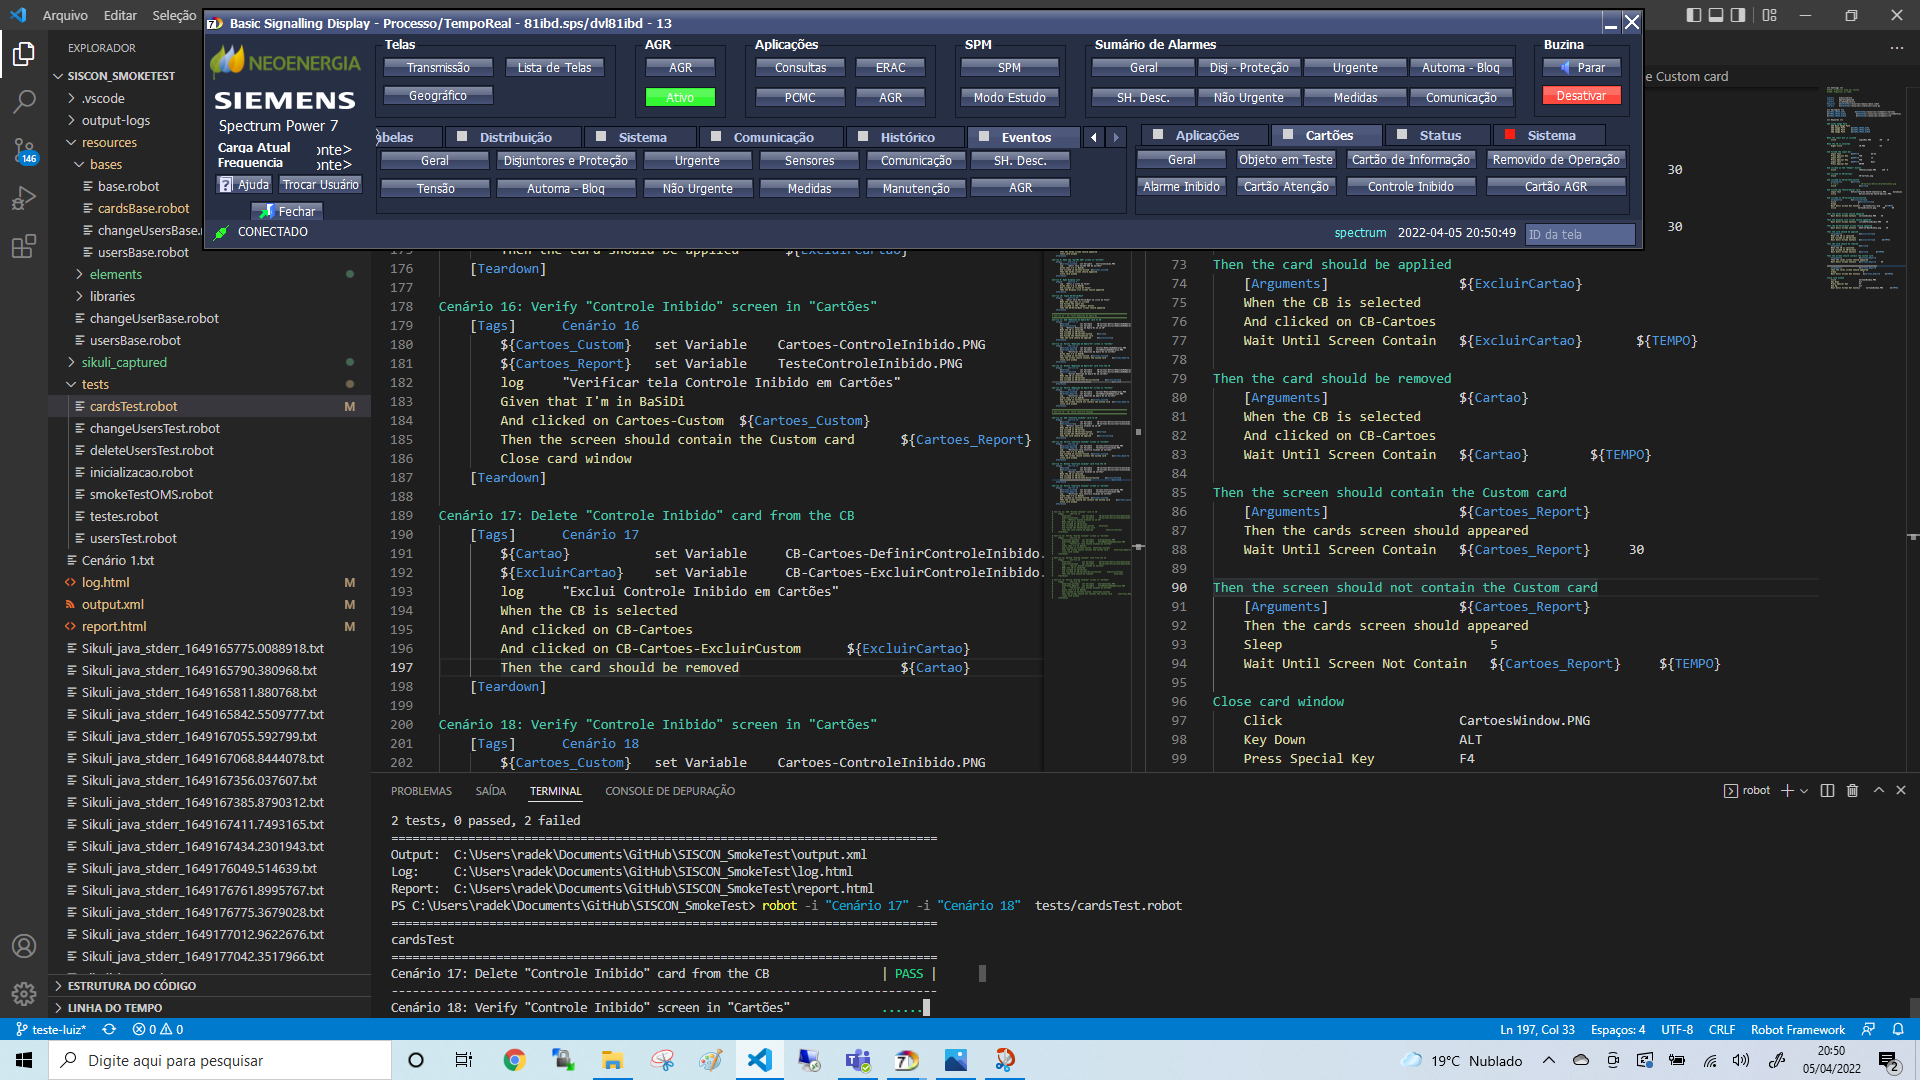 Arquivo
Editar
Seleção
Basic Signalling Display - Processo/TempoReal - 81ibd.sps/dvl81ibd - 13
NEOENERGIA
SIEMENS
Spectrum Power 7
Carga Atual
Frequencia
onte>
onte>
Ajuda
Trocar Usuário
Fechar
CONECTADO
Telas
Transmissão
Lista de Telas
Geográfico
AGR
AGR
Ativo
Aplicações
Consultas
ERAC
PCMC
AGR
SPM
SPM
Modo Estudo
Sumário de Alarmes
Geral
Disj - Proteção
Urgente
Automa - Bloq
SH. Desc.
Não Urgente
Medidas
Comunicação
Buzina
Parar
Desativar
abelas
Distribuição
Sistema
Comunicação
Histórico
Eventos
Geral
Disjuntores e Proteção
Urgente
Sensores
Comunicação
SH. Desc.
Tensão
Automa - Bloq
Não Urgente
Medidas
Manutenção
AGR
Aplicações
Cartões
Status
Sistema
Geral
Objeto em Teste
Cartão de Informação
Removido de Operação
Alarme Inibido
Cartão Atenção
Controle Inibido
Cartão AGR
spectrum
2022-04-05 20:50:49
ID da tela
e Custom card
30
30
EXPLORADOR
SISCON_SMOKETEST
.vscode
output-logs
resources
bases
base.robot
cardsBase.robot
changeUsersBase.
usersBase.robot
elements
libraries
changeUserBase.robot
usersBase.robot
sikuli_captured
tests
cardsTest.robot M
changeUsersTest.robot
deleteUsersTest.robot
inicializacao.robot
smokeTestOMS.robot
testes.robot
usersTest.robot
Cenário 1.txt
log.html M
output.xml M
report.html M
Sikuli_java_stderr_1649165775.0088918.txt
Sikuli_java_stderr_1649165790.380968.txt
Sikuli_java_stderr_1649165811.880768.txt
Sikuli_java_stderr_1649165842.5509777.txt
Sikuli_java_stderr_1649167055.592799.txt
Sikuli_java_stderr_1649167068.8444078.txt
Sikuli_java_stderr_1649167356.037607.txt
Sikuli_java_stderr_1649167385.8790312.txt
Sikuli_java_stderr_1649167411.7493165.txt
Sikuli_java_stderr_1649167434.2301943.txt
Sikuli_java_stderr_1649176049.514639.txt
Sikuli_java_stderr_1649176761.8995767.txt
Sikuli_java_stderr_1649176775.3679028.txt
Sikuli_java_stderr_1649177012.9622676.txt
Sikuli_java_stderr_1649177042.3517966.txt
ESTRUTURA DO CÓDIGO
LINHA DO TEMPO
146
175 Then the card should be applied ${ExcluirCartao}
176 [Teardown]
177
178 Cenário 16: Verify "Controle Inibido" screen in "Cartões"
179 [Tags] Cenário 16
180 ${Cartoes_Custom} set Variable Cartoes-ControleInibido.PNG
181 ${Cartoes_Report} set Variable TesteControleInibido.PNG
182 log "Verificar tela Controle Inibido em Cartões"
183 Given that I'm in BaSiDi
184 And clicked on Cartoes-Custom ${Cartoes_Custom}
185 Then the screen should contain the Custom card ${Cartoes_Report}
186 Close card window
187 [Teardown]
188
189 Cenário 17: Delete "Controle Inibido" card from the CB
190 [Tags] Cenário 17
191 ${Cartao} set Variable CB-Cartoes-DefinirControleInibido.
192 ${ExcluirCartao} set Variable CB-Cartoes-ExcluirControleInibido.
193 log "Exclui Controle Inibido em Cartões"
194 When the CB is selected
195 And clicked on CB-Cartoes
196 And clicked on CB-Cartoes-ExcluirCustom ${ExcluirCartao}
197 Then the card should be removed ${Cartao}
198 [Teardown]
199
200 Cenário 18: Verify "Controle Inibido" screen in "Cartões"
201 [Tags] Cenário 18
202 ${Cartoes_Custom} set Variable Cartoes-ControleInibido.PNG
73 Then the card should be applied
74 [Arguments] ${ExcluirCartao}
75 When the CB is selected
76 And clicked on CB-Cartoes
77 Wait Until Screen Contain ${ExcluirCartao} ${TEMPO}
78
79 Then the card should be removed
80 [Arguments] ${Cartao}
81 When the CB is selected
82 And clicked on CB-Cartoes
83 Wait Until Screen Contain ${Cartao} ${TEMPO}
84
85 Then the screen should contain the Custom card
86 [Arguments] ${Cartoes_Report}
87 Then the cards screen should appeared
88 Wait Until Screen Contain ${Cartoes_Report} 30
89
90 Then the screen should not contain the Custom card
91 [Arguments] ${Cartoes_Report}
92 Then the cards screen should appeared
93 Sleep 5
94 Wait Until Screen Not Contain ${Cartoes_Report} ${TEMPO}
95
96 Close card window
97 Click CartoesWindow.PNG
98 Key Down ALT
99 Press Special Key F4
PROBLEMAS
SAÍDA
TERMINAL
CONSOLE DE DEPURAÇÃO
robot
2 tests, 0 passed, 2 failed
==============================================================================
Output:  C:\Users\radek\Documents\GitHub\SISCON_SmokeTest\output.xml
Log:     C:\Users\radek\Documents\GitHub\SISCON_SmokeTest\log.html
Report:  C:\Users\radek\Documents\GitHub\SISCON_SmokeTest\report.html
PS C:\Users\radek\Documents\GitHub\SISCON_SmokeTest> robot -i "Cenário 17" -i "Cenário 18"  tests/cardsTest.robot
==============================================================================
cardsTest
==============================================================================
Cenário 17: Delete "Controle Inibido" card from the CB | PASS |
------------------------------------------------------------------------------
Cenário 18: Verify "Controle Inibido" screen in "Cartões" ......
teste-luiz*
0
0
Ln 197, Col 33
Espaços: 4
UTF-8
CRLF
Robot Framework
Digite aqui para pesquisar
19°C Nublado
20:50
05/04/2022
2